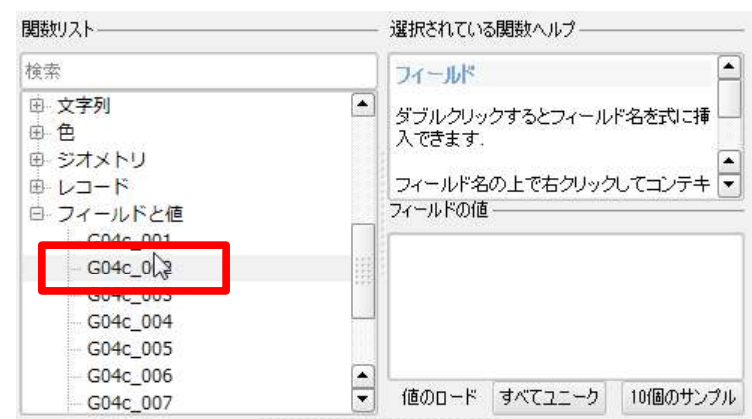 関数リスト
検索
文字列
色
ジオメトリ
レコード
フィールドと値
G04c_001
G04c_0
G04c_003
G04c_004
G04c_005
G04c_006
G04c_007
選択されている関数ヘルプ
フィールド
ダブルクリックするとフィールド名を式に挿
入できます.
フィールド名の上で右クリックしてコンテキ
フィールドの値
値のロード すべてユニーク 10個のサンプル